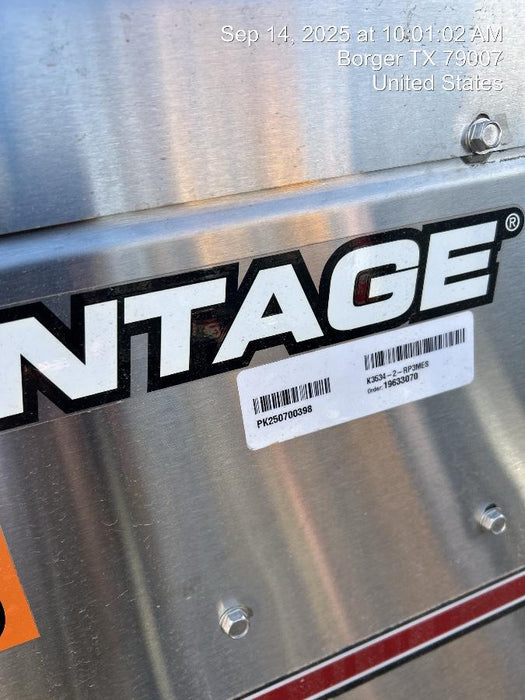 Sep 14, 2025 at 10:01:02 AM
Borger TX 79007
United States
NTAGE®
K3534-2-RP3MES
Order: 19633070
PK250700398